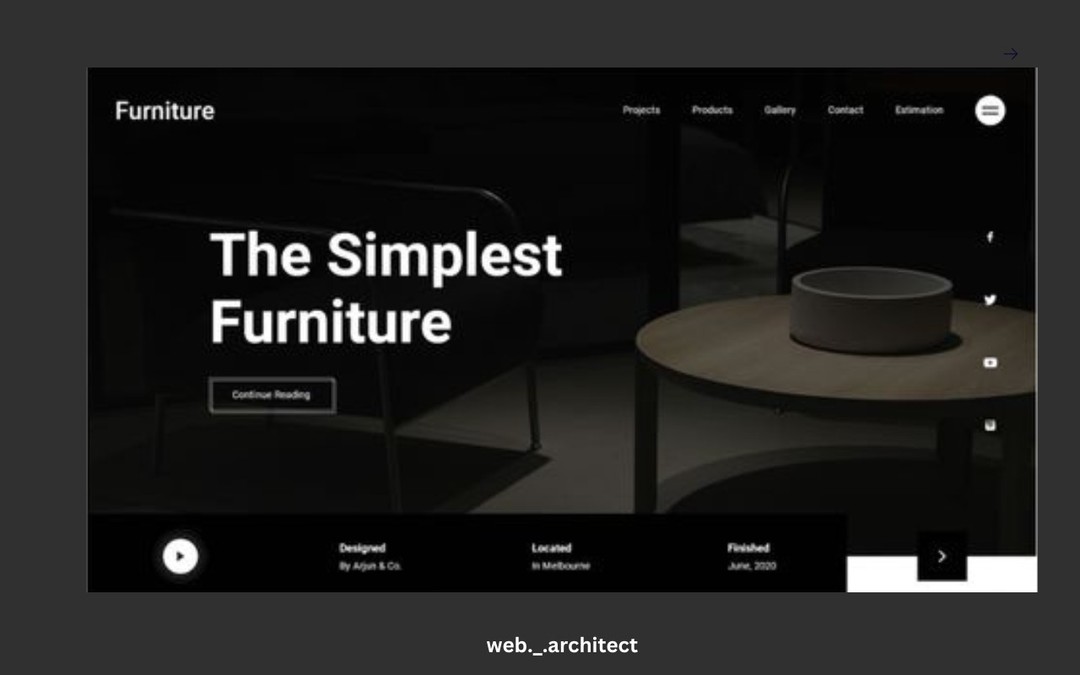 Furniture
Projects Products Gallery Contact Estimation
The Simplest
Furniture
Continue Reading
Designed
By Arjun & Co.
Located
In Melbourne
Finished
June, 2020
web._.architect